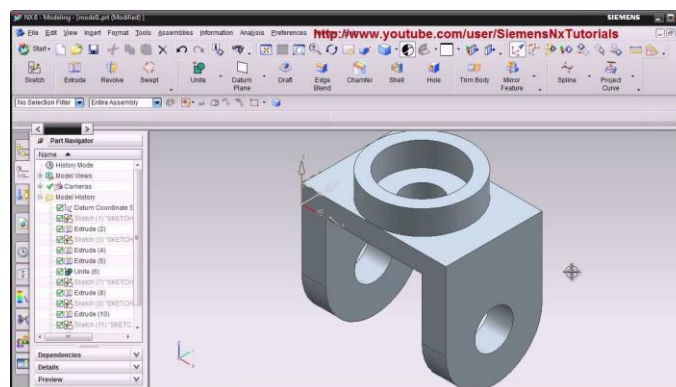 NX 6 - Modeling - [model1.prt (Modified) ]
SIEMENS
File Edit View Insert Format Tools Assemblies Information Analysis Preferences
http://www.youtube.com/user/SiemensNxTutorials
Start
Sketch Extrude Revolve Swept Unite Datum Plane Draft Edge Blend Chamfer Shell Hole Trim Body Mirror Feature Spline Project Curve
No Selection Filter Entire Assembly
Part Navigator
Name
History Mode
Model Views
Cameras
Model History
Datum Coordinate S
Sketch (1) "SKETCH
Extrude (2)
Sketch (3) "SKETCH
Extrude (4)
Extrude (5)
Unite (6)
Sketch (7) "SKETCH
Extrude (8)
Sketch (9) "SKETCH
Extrude (10)
Sketch (11) "SKETC
Dependencies
Details
Preview